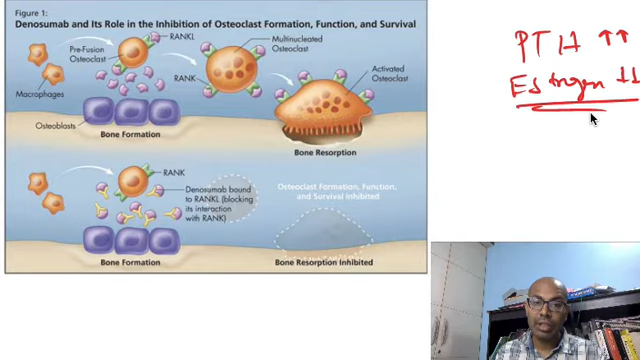 Figure 1:
Denosumab and Its Role in the Inhibition of Osteoclast Formation, Function, and Survival
RANKL
Pre-Fusion
Osteoclast
Multinucleated
Osteoclast
Activated
Osteoclast
RANK
Macrophages
Osteoblasts
Bone Formation
Bone Resorption
RANK
Denosumab bound
to RANKL (blocking
its interaction
with RANK)
Osteoclast Formation, Function,
and Survival Inhibited
Bone Formation
Bone Resorption Inhibited
PTH ↑↑
Estrogen ↓↓